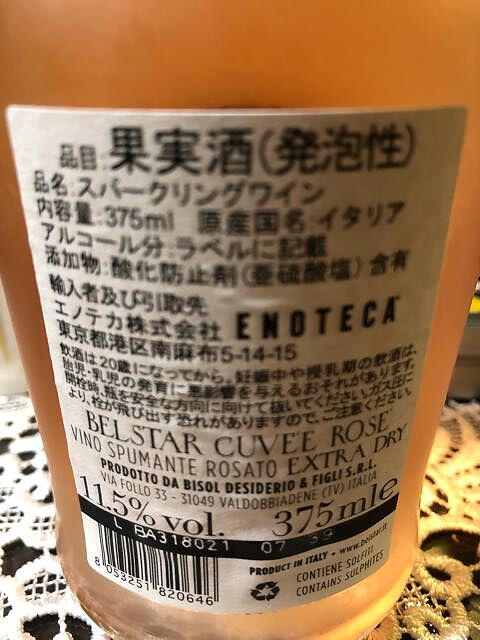 品目:果実酒(発泡性)
品名:スパークリングワイン
内容量:375ml 原産国名:イタリア
アルコール分:ラベルに記載
添加物:酸化防止剤(亜硫酸塩)含有
輸入者及び引取先
エノテカ株式会社 ENOTECA
東京都港区南麻布5-14-15
飲酒は20歳になってから。妊娠中や授乳期の飲酒は、
胎児・乳児の発育に悪影響を与えるおそれがあります。
開栓時、瓶を安全な方向に向けて抜いてください。ガス圧に
より、栓が飛び出す恐れがありますので、ご注意ください。
BELSTAR CUVEE ROSE'
VINO SPUMANTE ROSATO EXTRA DRY
PRODOTTO DA BISOL DESIDERIO & FIGLI S.R.L.
VIA FOLLO 33 - 31049 VALDOBBIADENE (TV) ITALIA
11.5% vol. 375mle
L BA318021 07
PRODUCT IN ITALY • www.belstar.it
CONTIENE SOLFITI
CONTAINS SULPHITES
8 053251 820646